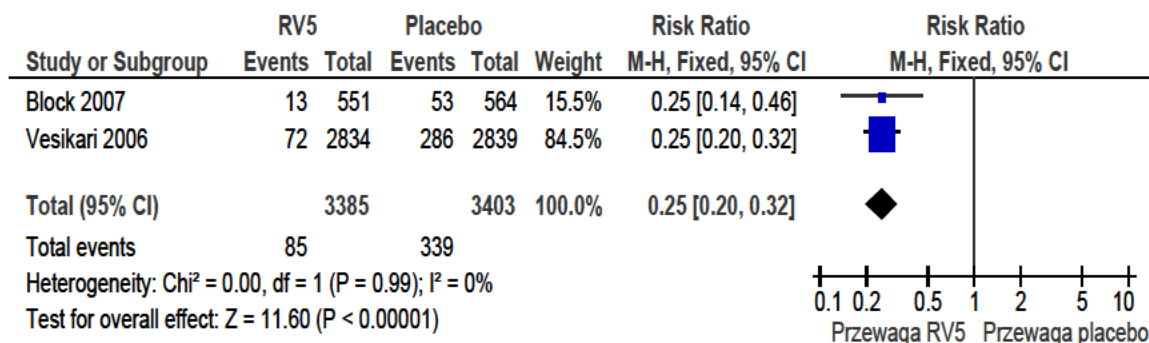 RV5 Placebo Risk Ratio Risk Ratio
Study or Subgroup Events Total Events Total Weight M-H, Fixed, 95% CI M-H, Fixed, 95% CI
Block 2007 13 551 53 564 15.5% 0.25 [0.14, 0.46]
Vesikari 2006 72 2834 286 2839 84.5% 0.25 [0.20, 0.32]
Total (95% CI) 3385 3403 100.0% 0.25 [0.20, 0.32]
Total events 85 339
Heterogeneity: Chi² = 0.00, df = 1 (P = 0.99); I² = 0%
Test for overall effect: Z = 11.60 (P < 0.00001)
0.1 0.2 0.5 1 2 5 10
Przewaga RV5 Przewaga placebo